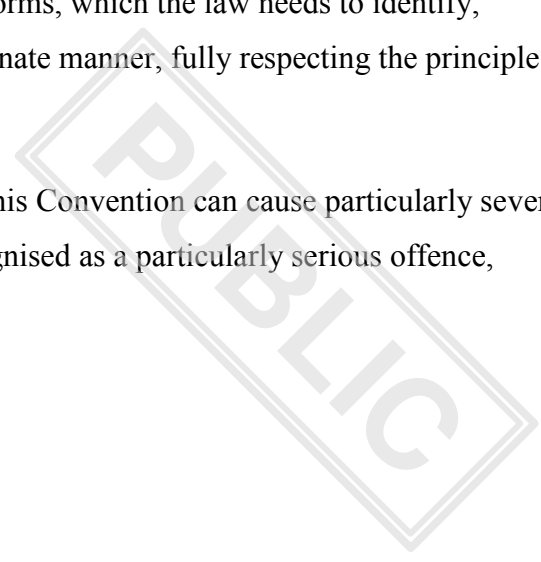 orms, which the law needs to identify,
nate manner, fully respecting the principle
his Convention can cause particularly sever
gnised as a particularly serious offence,
PUBLIC